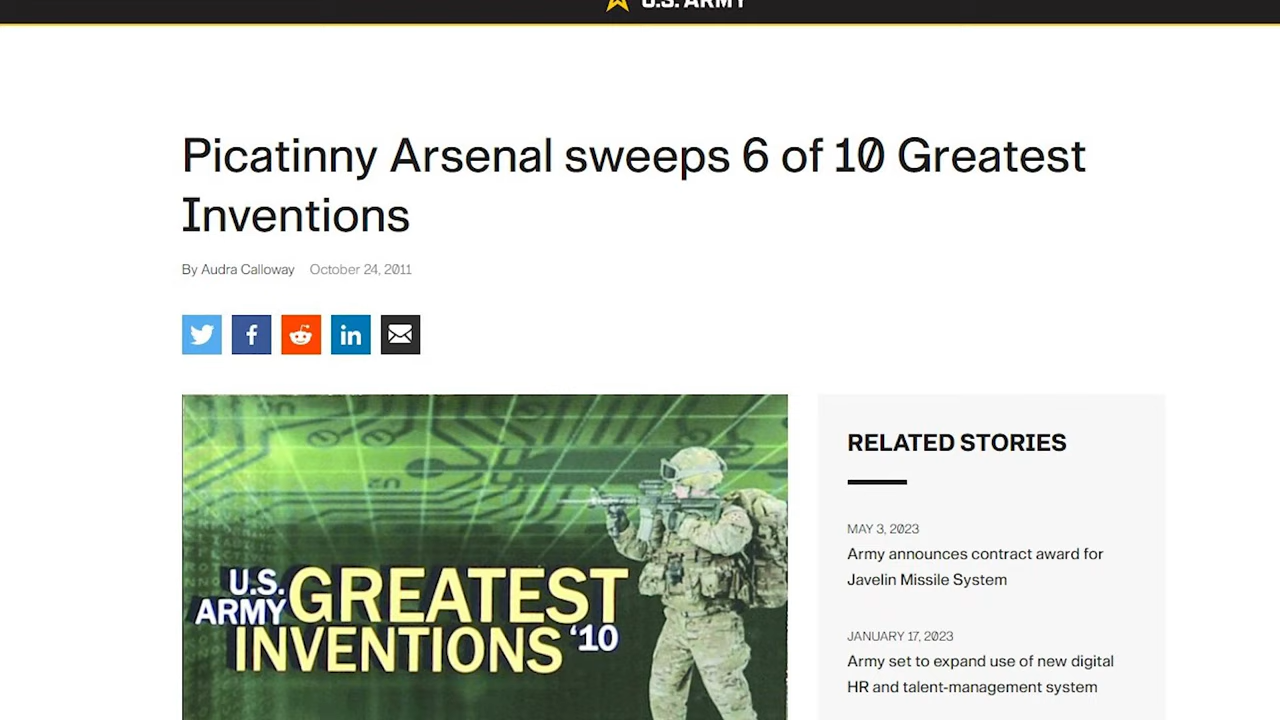 U.S. ARMY
Picatinny Arsenal sweeps 6 of 10 Greatest
Inventions
By Audra Calloway October 24, 2011
U.S. ARMY GREATEST
INVENTIONS '10
RELATED STORIES
MAY 3, 2023
Army announces contract award for
Javelin Missile System
JANUARY 17, 2023
Army set to expand use of new digital
HR and talent-management system